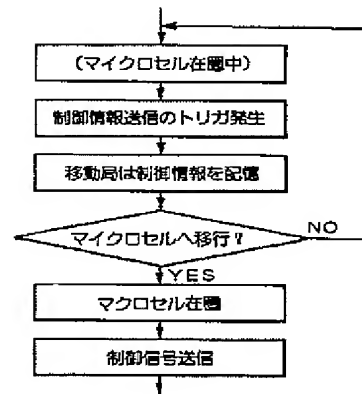 (マイクロセル在圏中)
制御情報送信のトリガ発生
移動局は制御情報を記憶
マイクロセルへ移行?
NO
YES
マクロセル在圏
制御信号送信